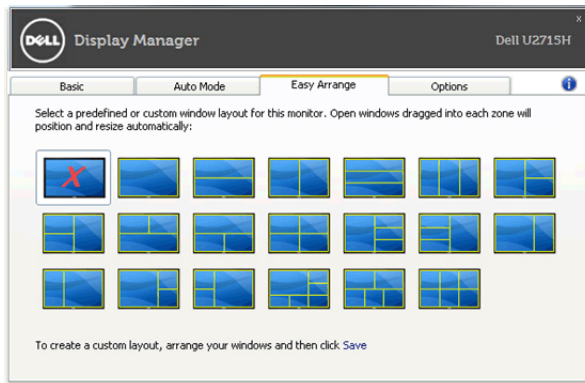 x
DELL Display Manager Dell U2715H
Basic Auto Mode Easy Arrange Options i
Select a predefined or custom window layout for this monitor. Open windows dragged into each zone will
position and resize automatically:
X
To create a custom layout, arrange your windows and then click Save